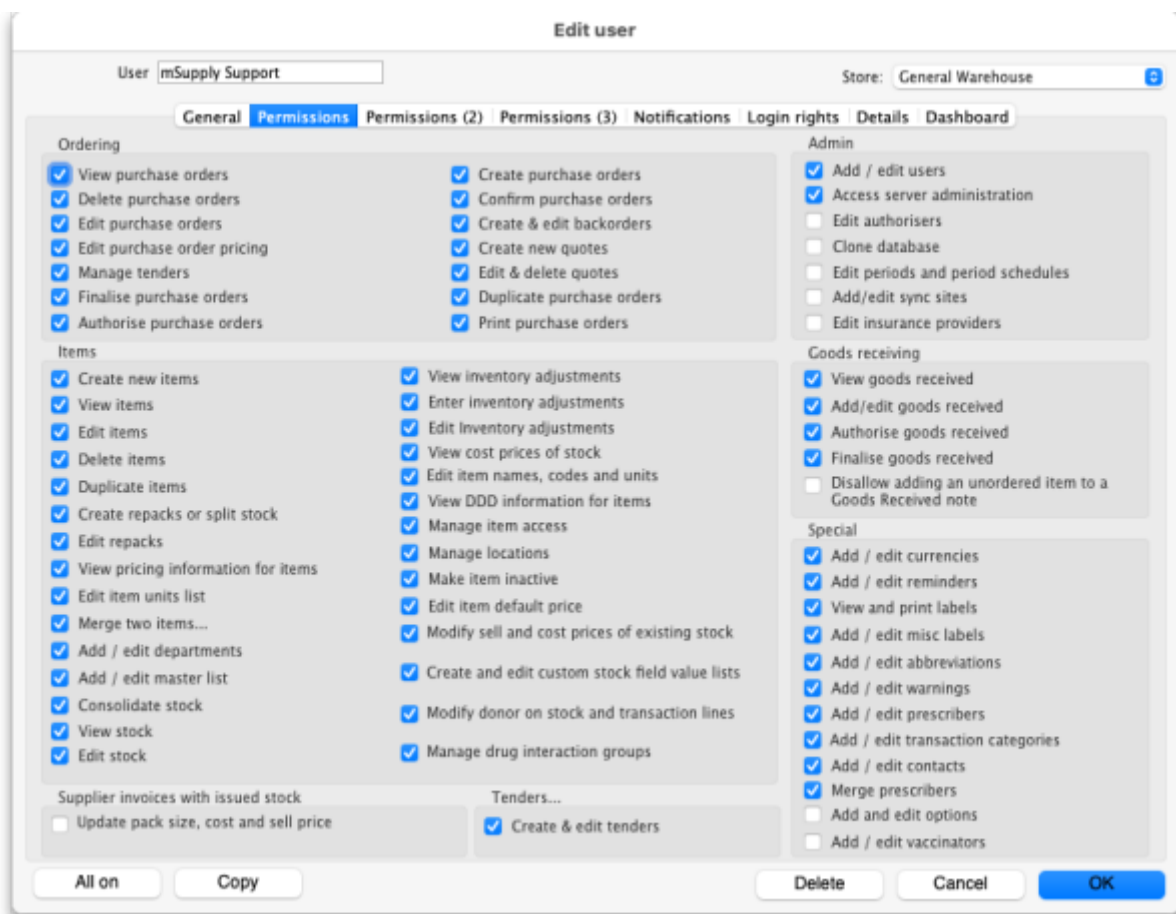 Edit user
User mSupply Support
Store: General Warehouse
General Permissions Permissions (2) Permissions (3) Notifications Login rights Details Dashboard
Ordering
View purchase orders
Delete purchase orders
Edit purchase orders
Edit purchase order pricing
Manage tenders
Finalise purchase orders
Authorise purchase orders
Create purchase orders
Confirm purchase orders
Create & edit backorders
Create new quotes
Edit & delete quotes
Duplicate purchase orders
Print purchase orders
Items
Create new items
View items
Edit items
Delete items
Duplicate items
Create repacks or split stock
Edit repacks
View pricing information for items
Edit item units list
Merge two items...
Add / edit departments
Add / edit master list
Consolidate stock
View stock
Edit stock
View inventory adjustments
Enter inventory adjustments
Edit Inventory adjustments
View cost prices of stock
Edit item names, codes and units
View DDD information for items
Manage item access
Manage locations
Make item inactive
Edit item default price
Modify sell and cost prices of existing stock
Create and edit custom stock field value lists
Modify donor on stock and transaction lines
Manage drug interaction groups
Supplier invoices with issued stock
Update pack size, cost and sell price
Tenders...
Create & edit tenders
Admin
Add / edit users
Access server administration
Edit authorisers
Clone database
Edit periods and period schedules
Add/edit sync sites
Edit insurance providers
Goods receiving
View goods received
Add/edit goods received
Authorise goods received
Finalise goods received
Disallow adding an unordered item to a
Goods Received note
Special
Add / edit currencies
Add / edit reminders
View and print labels
Add / edit misc labels
Add / edit abbreviations
Add / edit warnings
Add / edit prescribers
Add / edit transaction categories
Add / edit contacts
Merge prescribers
Add and edit options
Add / edit vaccinators
All on
Copy
Delete
Cancel
OK